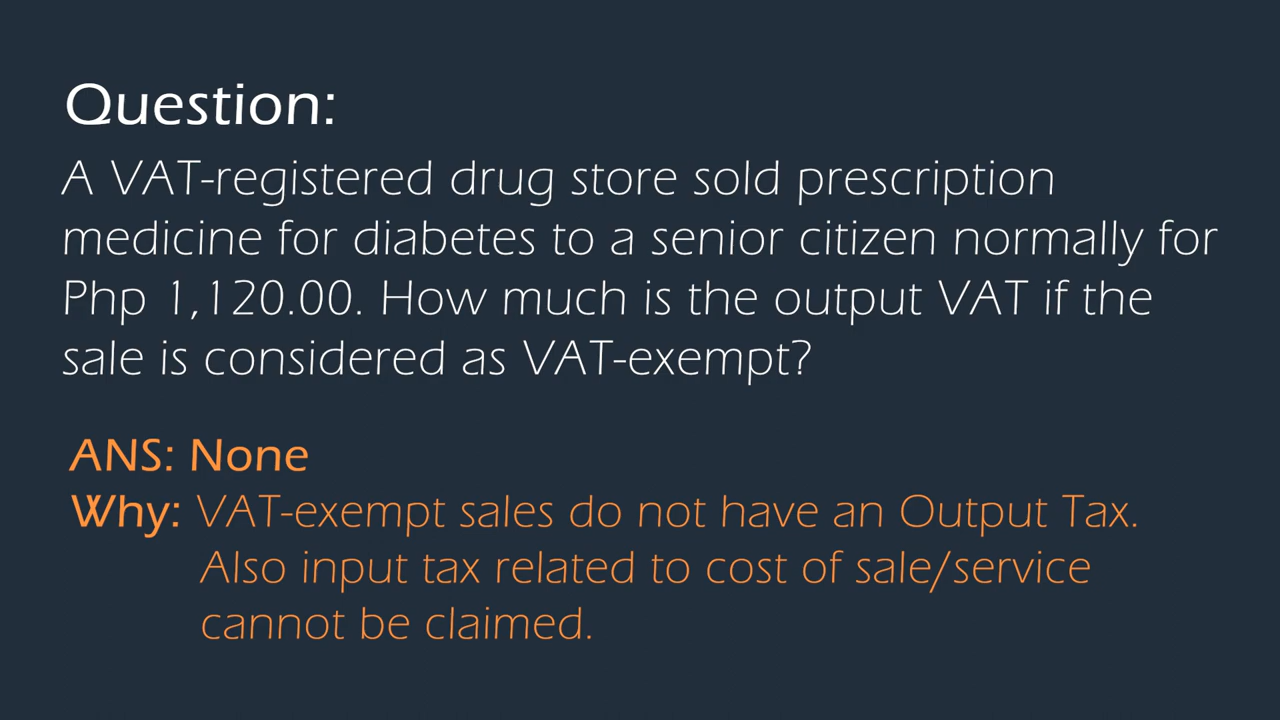 Question:
A VAT-registered drug store sold prescription
medicine for diabetes to a senior citizen normally for
Php 1,120.00. How much is the output VAT if the
sale is considered as VAT-exempt?
ANS: None
Why: VAT-exempt sales do not have an Output Tax.
Also input tax related to cost of sale/service
cannot be claimed.